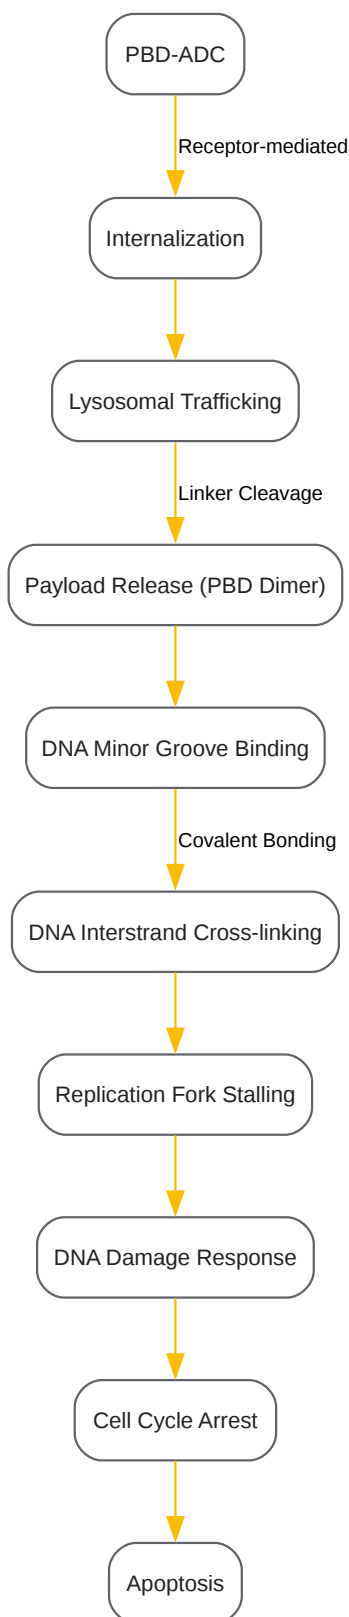 PBD-ADC
Receptor-mediated
Internalization
Lysosomal Trafficking
Linker Cleavage
Payload Release (PBD Dimer)
DNA Minor Groove Binding
Covalent Bonding
DNA Interstrand Cross-linking
Replication Fork Stalling
DNA Damage Response
Cell Cycle Arrest
Apoptosis